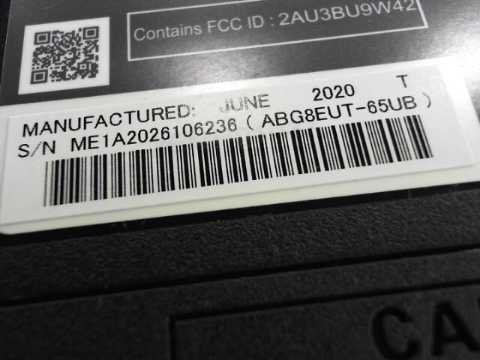 Contains FCC ID : 2AU3BU9W42
MANUFACTURED: JUNE 2020 T
S/N ME1A2026106236 ( ABG8EUT-65UB )